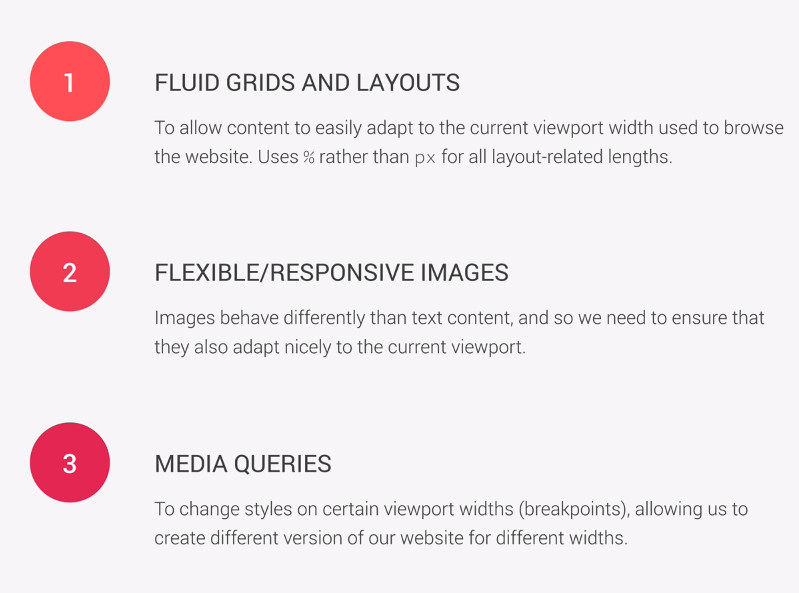 1
FLUID GRIDS AND LAYOUTS
To allow content to easily adapt to the current viewport width used to browse
the website. Uses % rather than px for all layout-related lengths.
2
FLEXIBLE/RESPONSIVE IMAGES
Images behave differently than text content, and so we need to ensure that
they also adapt nicely to the current viewport.
3
MEDIA QUERIES
To change styles on certain viewport widths (breakpoints), allowing us to
create different version of our website for different widths.